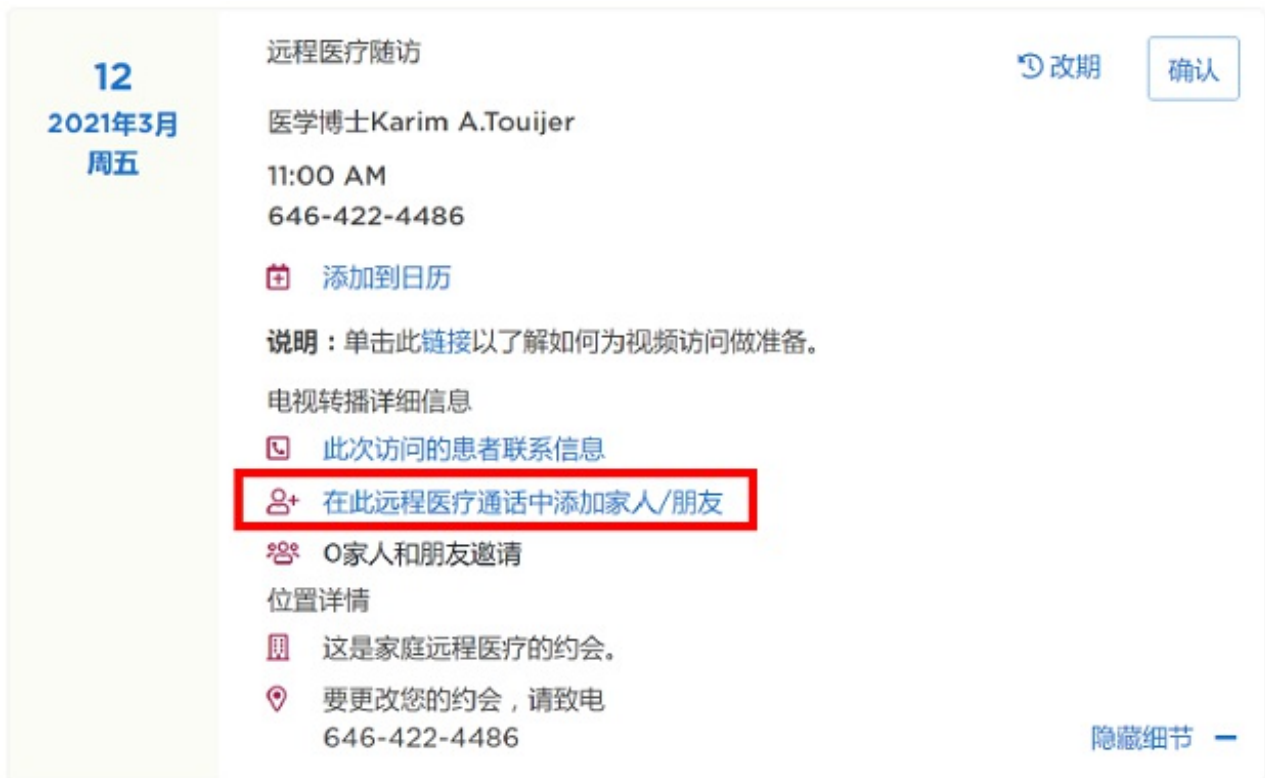 12
2021年3月
周五
远程医疗随访
改期
确认
医学博士Karim A.Touijer
11:00 AM
646-422-4486
添加到日历
说明：单击此链接以了解如何为视频访问做准备。
电视转播详细信息
此次访问的患者联系信息
在此远程医疗通话中添加家人/朋友
0家人和朋友邀请
位置详情
这是家庭远程医疗的约会。
要更改您的约会，请致电
646-422-4486
隐藏细节